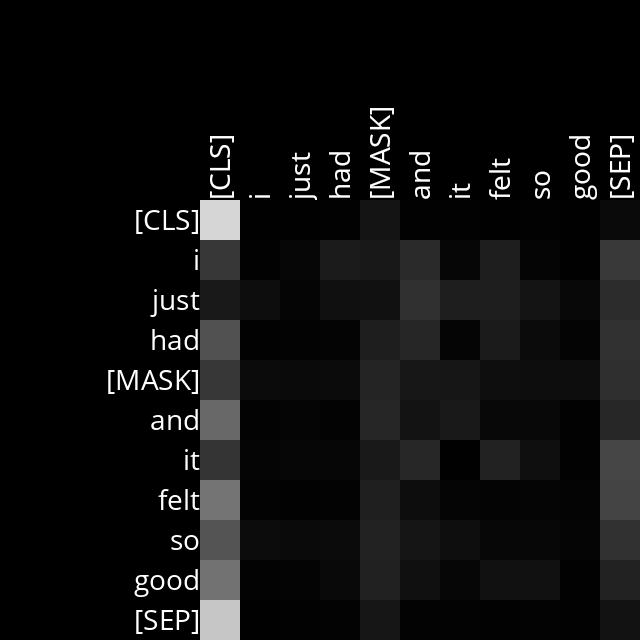 [CLS] i just had [MASK] and it felt so good [SEP]
[CLS]
i
just
had
[MASK]
and
it
felt
so
good
[SEP]